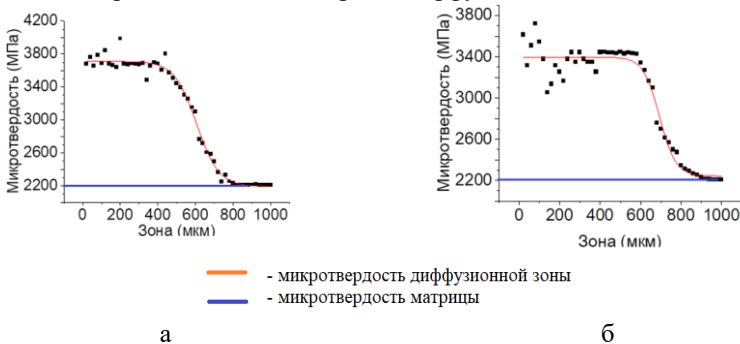 4200
3800
3400
3000
2600
2200
Микротвердость (МПа)
0 200 400 600 800 1000
Зона (мкм)
3800
3400
3000
2600
2200
Микротвердость (МПа)
0 200 400 600 800 1000
Зона (мкм)
- микротвердость диффузионной зоны
- микротвердость матрицы
а
б